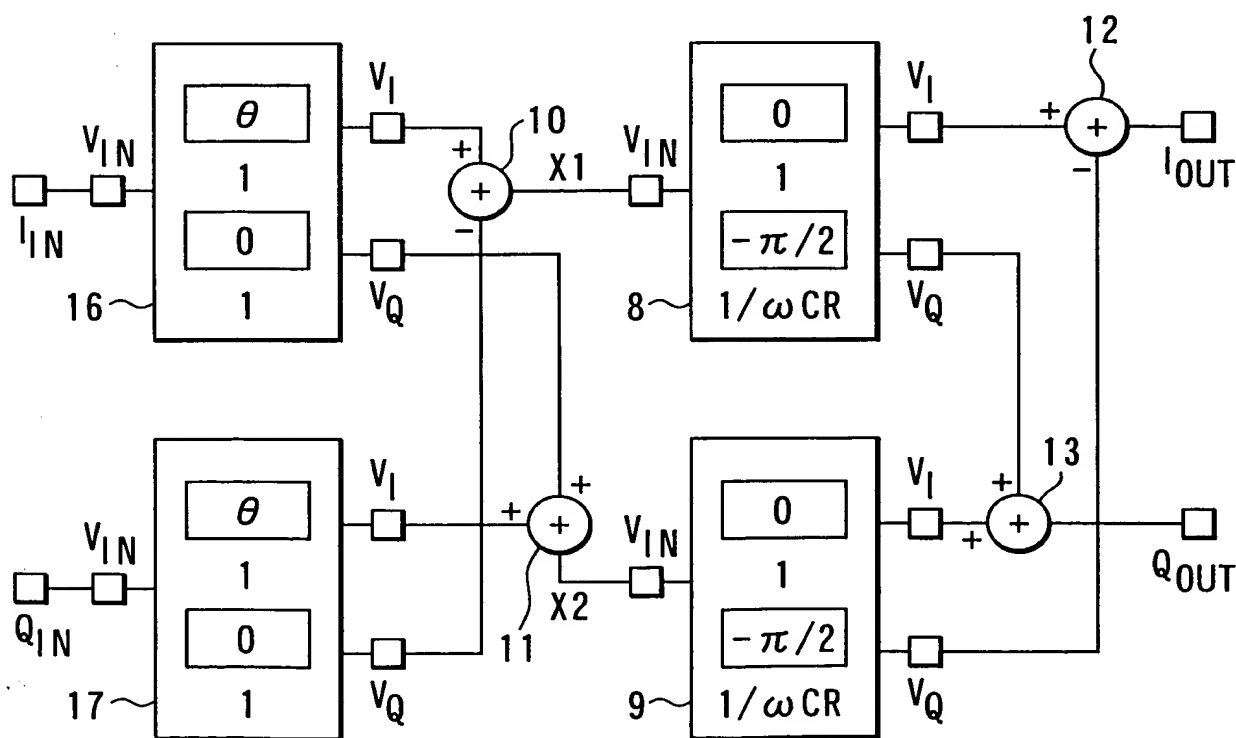 12
V_I
V_I
θ
10
0
+
+
+
+
V_IN
X1
V_IN
1
1
I_IN
-
-
I_OUT
0
-π/2
16
1
V_Q
8
1/ωCR
V_Q
13
V_I
V_I
θ
+
0
+
+
+
+
+
V_IN
V_IN
1
1
Q_IN
X2
Q_OUT
0
11
-π/2
17
1
V_Q
9
1/ωCR
V_Q